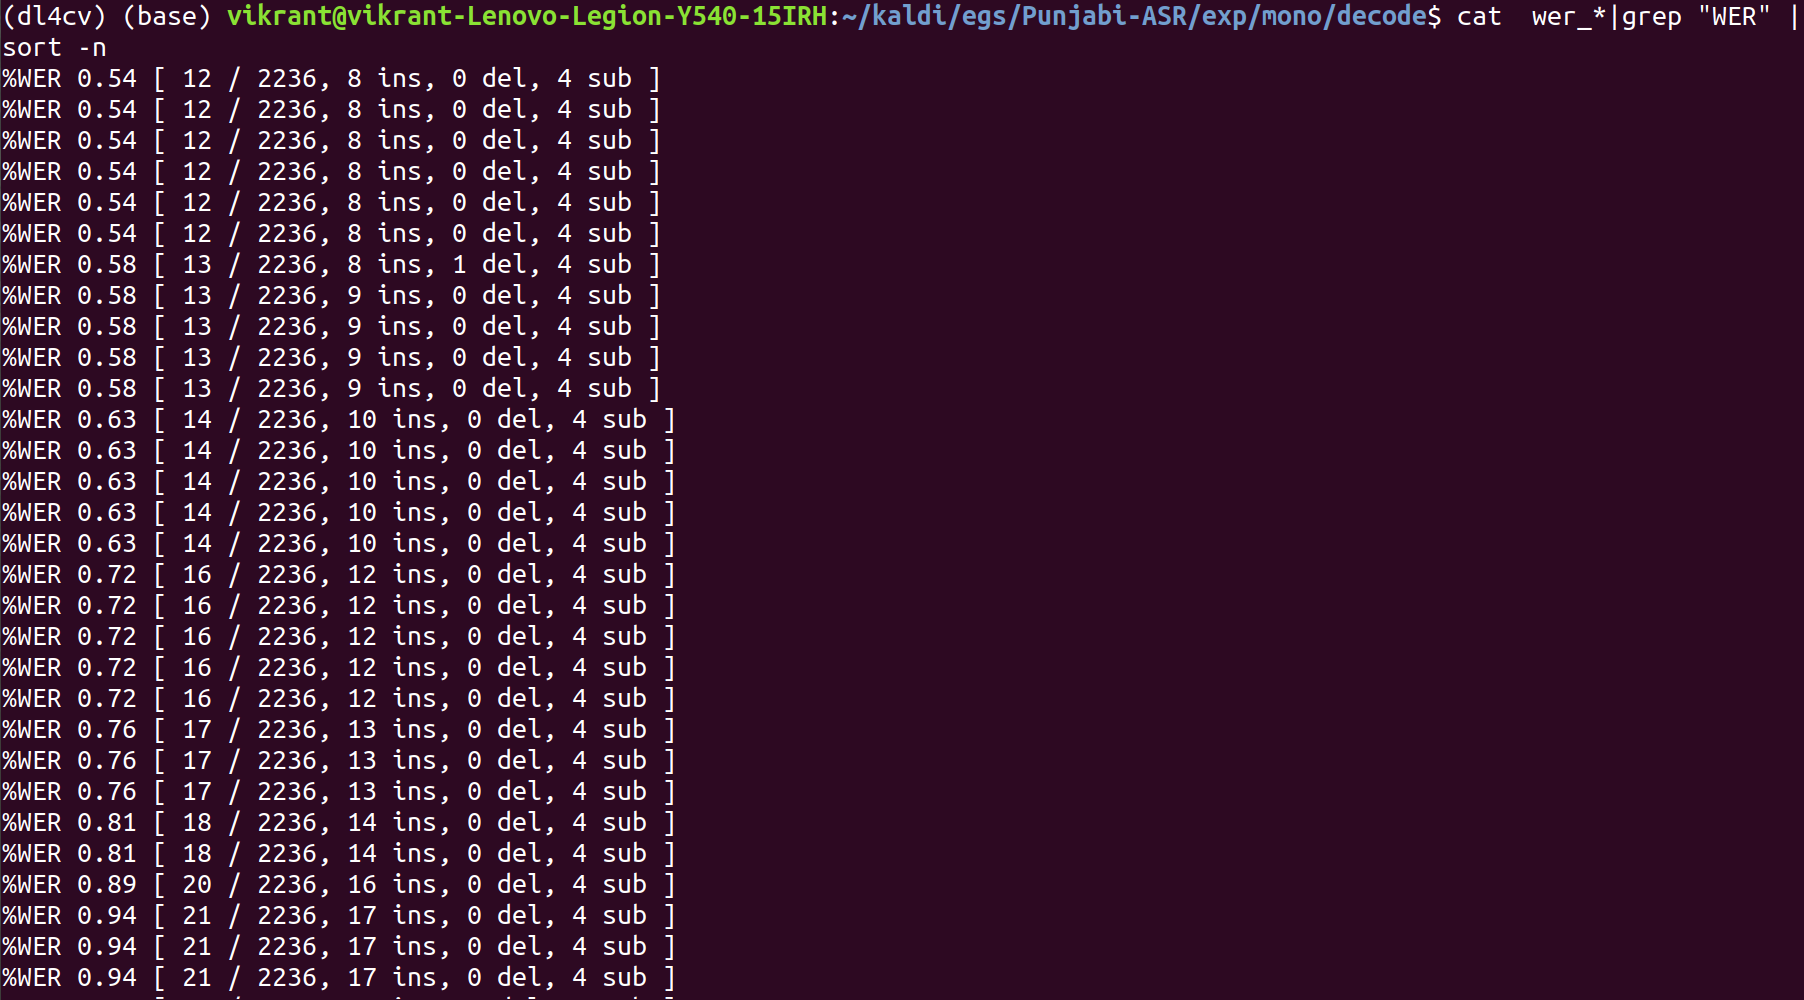 (dl4cv) (base) vikrant@vikrant-Lenovo-Legion-Y540-15IRH:~/kaldi/egs/Punjabi-ASR/exp/mono/decode$ cat  wer_*|grep "WER" |
sort -n
%WER 0.54 [ 12 / 2236, 8 ins, 0 del, 4 sub ]
%WER 0.54 [ 12 / 2236, 8 ins, 0 del, 4 sub ]
%WER 0.54 [ 12 / 2236, 8 ins, 0 del, 4 sub ]
%WER 0.54 [ 12 / 2236, 8 ins, 0 del, 4 sub ]
%WER 0.54 [ 12 / 2236, 8 ins, 0 del, 4 sub ]
%WER 0.54 [ 12 / 2236, 8 ins, 0 del, 4 sub ]
%WER 0.58 [ 13 / 2236, 8 ins, 1 del, 4 sub ]
%WER 0.58 [ 13 / 2236, 9 ins, 0 del, 4 sub ]
%WER 0.58 [ 13 / 2236, 9 ins, 0 del, 4 sub ]
%WER 0.58 [ 13 / 2236, 9 ins, 0 del, 4 sub ]
%WER 0.58 [ 13 / 2236, 9 ins, 0 del, 4 sub ]
%WER 0.63 [ 14 / 2236, 10 ins, 0 del, 4 sub ]
%WER 0.63 [ 14 / 2236, 10 ins, 0 del, 4 sub ]
%WER 0.63 [ 14 / 2236, 10 ins, 0 del, 4 sub ]
%WER 0.63 [ 14 / 2236, 10 ins, 0 del, 4 sub ]
%WER 0.63 [ 14 / 2236, 10 ins, 0 del, 4 sub ]
%WER 0.72 [ 16 / 2236, 12 ins, 0 del, 4 sub ]
%WER 0.72 [ 16 / 2236, 12 ins, 0 del, 4 sub ]
%WER 0.72 [ 16 / 2236, 12 ins, 0 del, 4 sub ]
%WER 0.72 [ 16 / 2236, 12 ins, 0 del, 4 sub ]
%WER 0.72 [ 16 / 2236, 12 ins, 0 del, 4 sub ]
%WER 0.76 [ 17 / 2236, 13 ins, 0 del, 4 sub ]
%WER 0.76 [ 17 / 2236, 13 ins, 0 del, 4 sub ]
%WER 0.76 [ 17 / 2236, 13 ins, 0 del, 4 sub ]
%WER 0.81 [ 18 / 2236, 14 ins, 0 del, 4 sub ]
%WER 0.81 [ 18 / 2236, 14 ins, 0 del, 4 sub ]
%WER 0.89 [ 20 / 2236, 16 ins, 0 del, 4 sub ]
%WER 0.94 [ 21 / 2236, 17 ins, 0 del, 4 sub ]
%WER 0.94 [ 21 / 2236, 17 ins, 0 del, 4 sub ]
%WER 0.94 [ 21 / 2236, 17 ins, 0 del, 4 sub ]